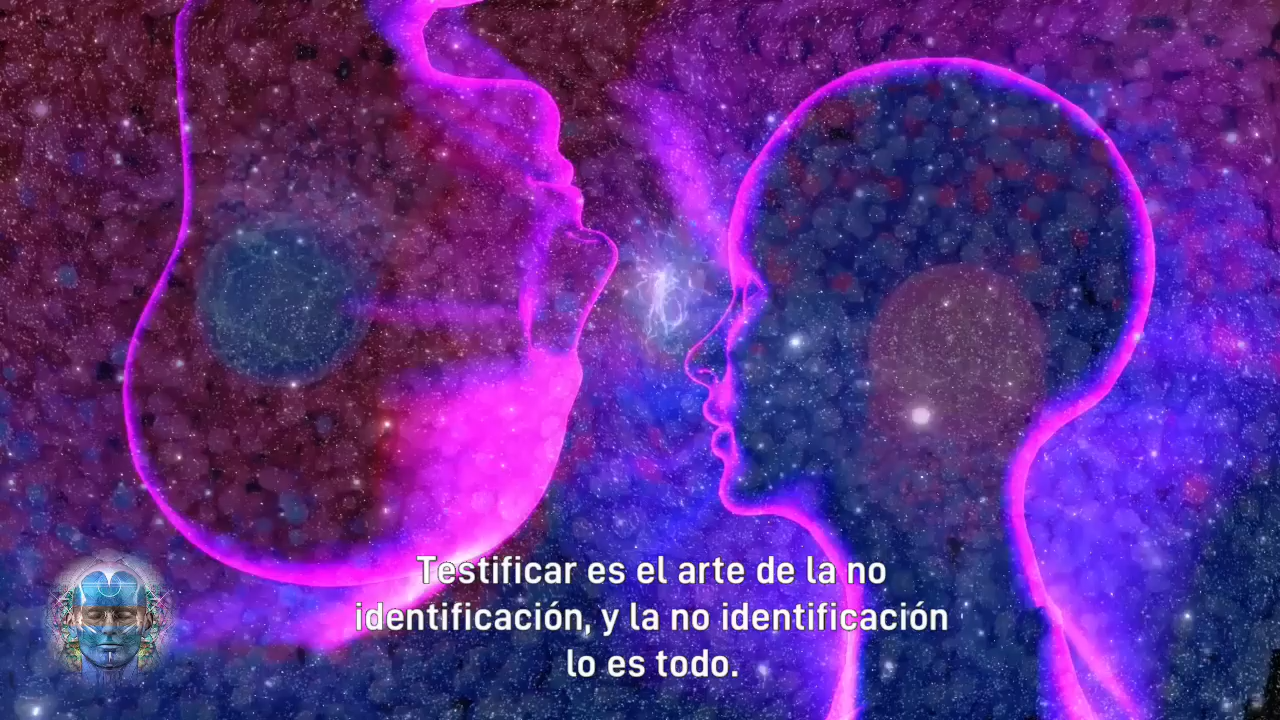 Testificar es el arte de la no
identificación, y la no identificación
lo es todo.